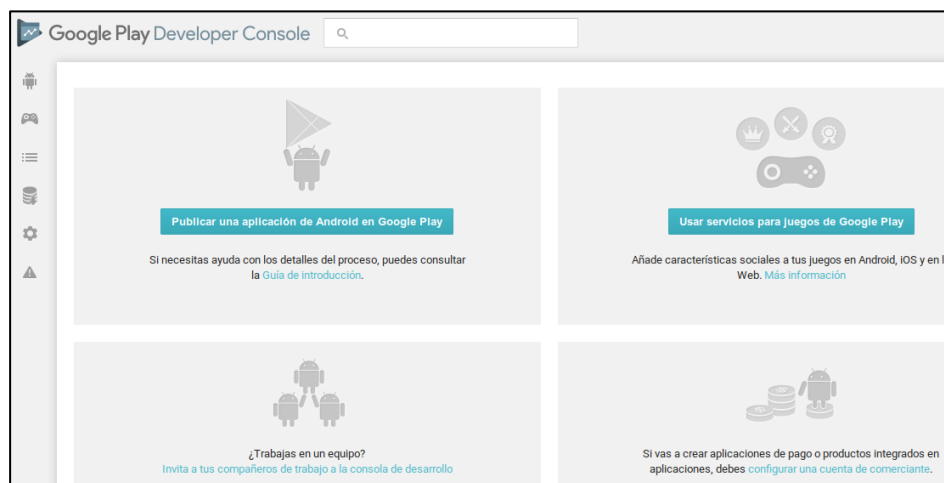 Google Play Developer Console
Publicar una aplicación de Android en Google Play
Si necesitas ayuda con los detalles del proceso, puedes consultar
la Guía de introducción.
Usar servicios para juegos de Google Play
Añade características sociales a tus juegos en Android, iOS y en
Web. Más información
¿Trabajas en un equipo?
Invita a tus compañeros de trabajo a la consola de desarrollo
Si vas a crear aplicaciones de pago o productos integrados en
aplicaciones, debes configurar una cuenta de comerciante.